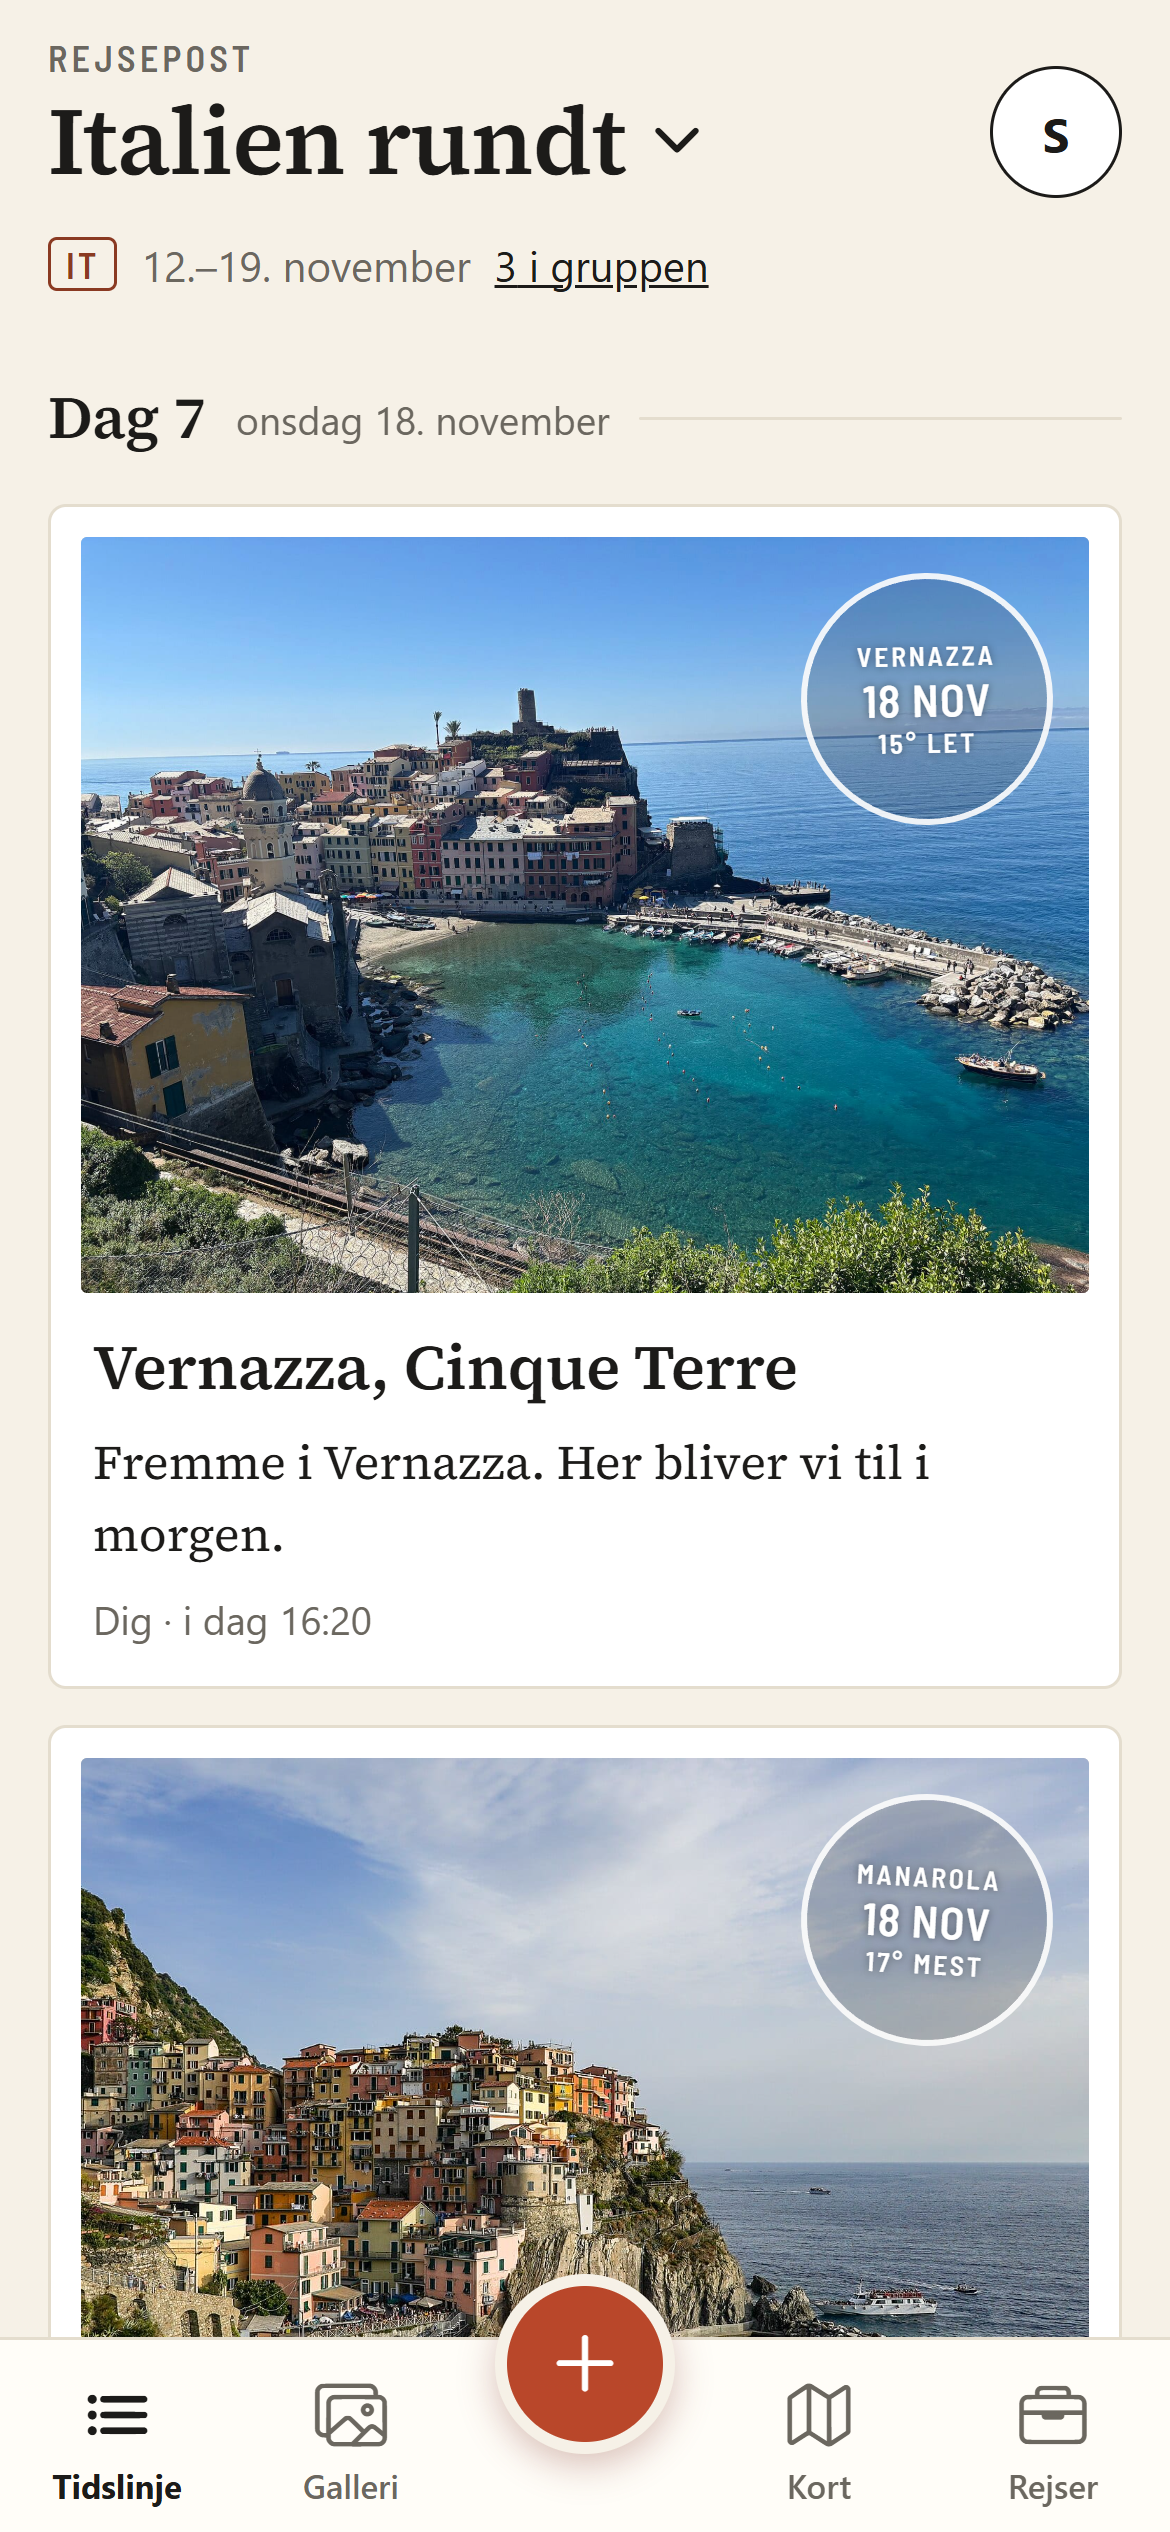 REJSEPOST
Italien rundt
S
IT 12.–19. november 3 i gruppen
Dag 7 onsdag 18. november
VERNAZZA
18 NOV
15° LET
Vernazza, Cinque Terre
Fremme i Vernazza. Her bliver vi til i
morgen.
Dig · i dag 16:20
MANAROLA
18 NOV
17° MEST
Tidslinje
Galleri
Kort
Rejser